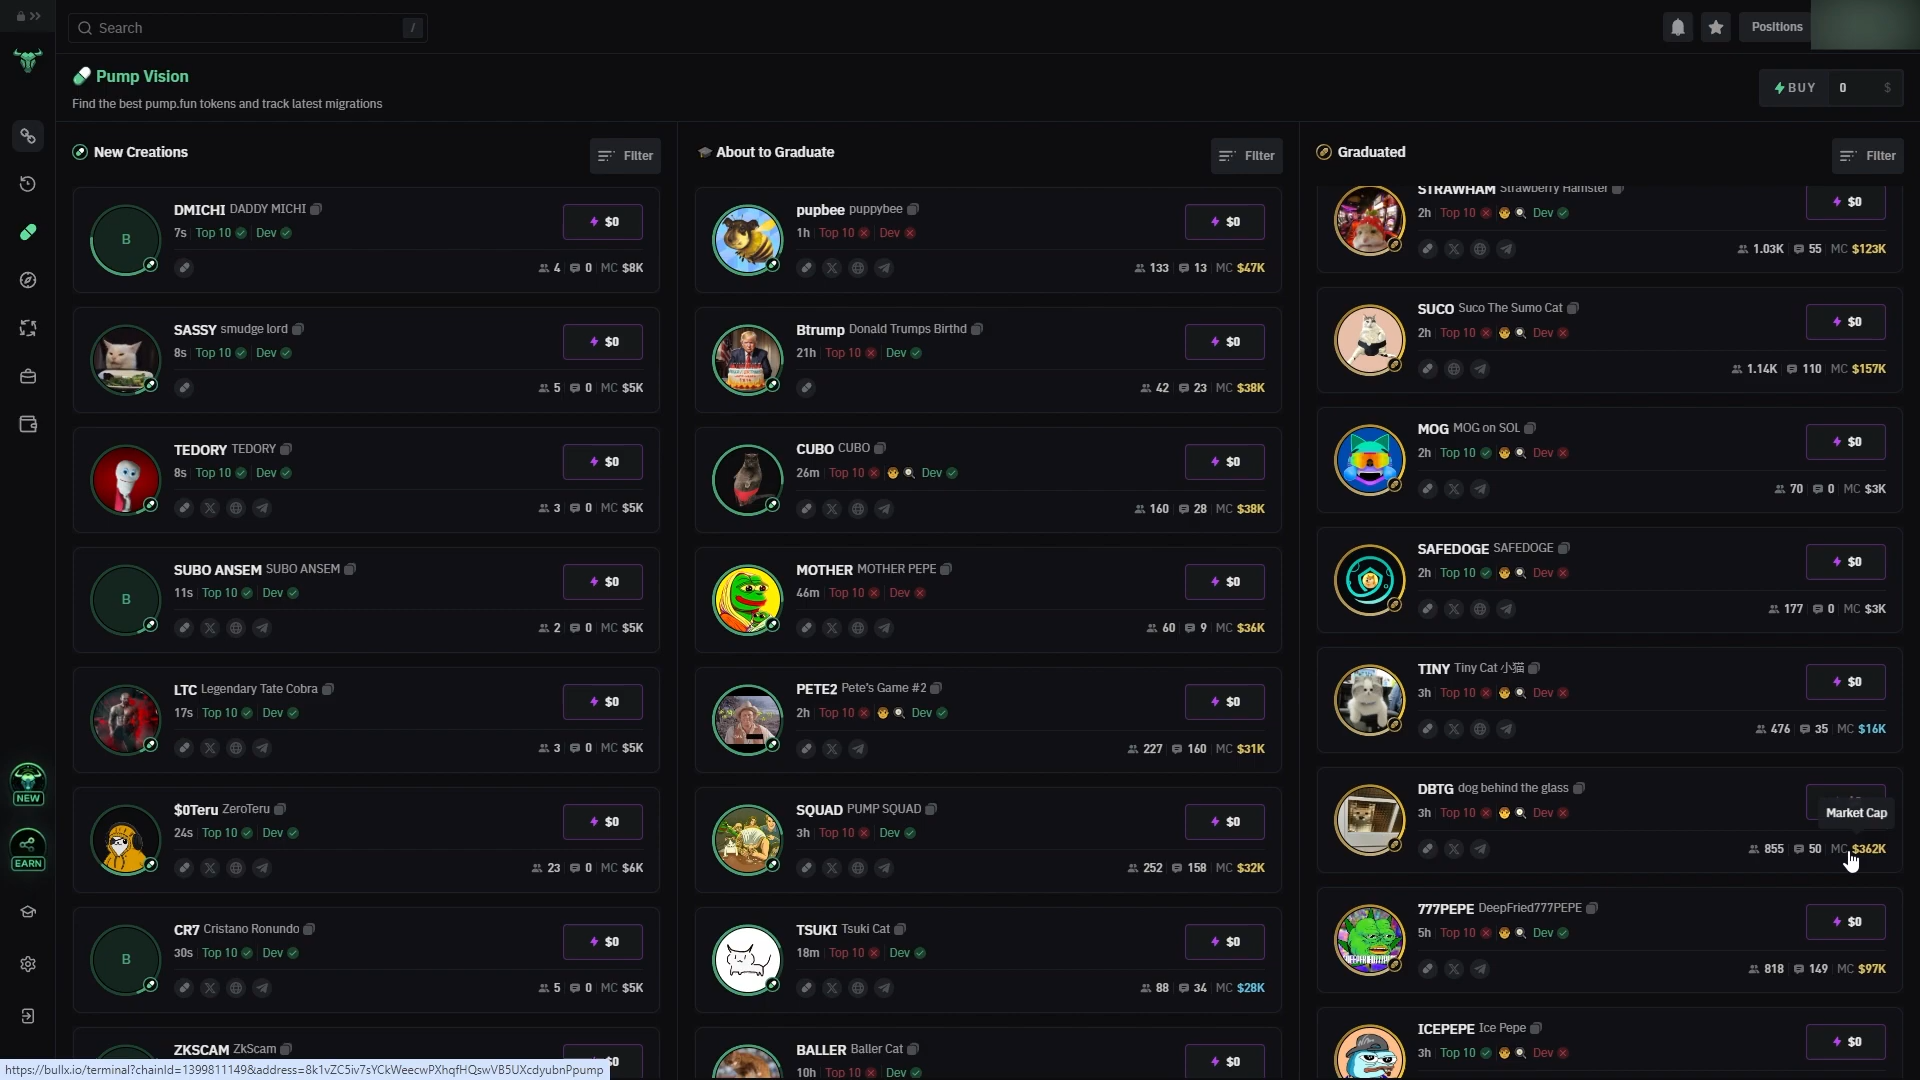 Search
/
Positions
Pump Vision
Find the best pump.fun tokens and track latest migrations
BUY 0 $
New Creations
Filter
DMICHI DADDY MICHI
$0
7s Top 10 Dev
B
4 0 MC $8K
SASSY smudge lord
$0
8s Top 10 Dev
5 0 MC $5K
TEDORY TEDORY
$0
8s Top 10 Dev
3 0 MC $5K
SUBO ANSEM SUBO ANSEM
$0
11s Top 10 Dev
B
2 0 MC $5K
LTC Legendary Tate Cobra
$0
17s Top 10 Dev
3 0 MC $5K
$0Teru ZeroTeru
$0
24s Top 10 Dev
23 0 MC $6K
CR7 Cristano Ronundo
$0
30s Top 10 Dev
B
5 0 MC $5K
ZKSCAM ZkScam
$0
About to Graduate
Filter
pupbee puppybee
$0
1h Top 10 Dev
133 13 MC $47K
Btrump Donald Trumps Birthd
$0
21h Top 10 Dev
42 23 MC $38K
CUBO CUBO
$0
26m Top 10 Dev
160 28 MC $38K
MOTHER MOTHER PEPE
$0
46m Top 10 Dev
60 9 MC $36K
PETE2 Pete's Game #2
$0
2h Top 10 Dev
227 160 MC $31K
SQUAD PUMP SQUAD
$0
3h Top 10 Dev
252 158 MC $32K
TSUKI Tsuki Cat
$0
18m Top 10 Dev
88 34 MC $28K
BALLER Baller Cat
$0
10h Top 10 Dev
Graduated
Filter
STRAWHAM Strawberry Hamster
$0
2h Top 10 Dev
1.03K 55 MC $123K
SUCO Suco The Sumo Cat
$0
2h Top 10 Dev
1.14K 110 MC $157K
MOG MOG on SOL
$0
2h Top 10 Dev
70 0 MC $3K
SAFEDOGE SAFEDOGE
$0
2h Top 10 Dev
177 0 MC $3K
TINY Tiny Cat 小猫
$0
3h Top 10 Dev
476 35 MC $16K
DBTG dog behind the glass
Market Cap
3h Top 10 Dev
855 50 MC $362K
777PEPE DeepFried777PEPE
$0
5h Top 10 Dev
818 149 MC $97K
ICEPEPE Ice Pepe
$0
3h Top 10 Dev
NEW
EARN
https://bullx.io/terminal?chainId=1399811149&address=8k1vZC5iv7sYCkWeecwPXhqfHQswVB5UXcdyubnPpump